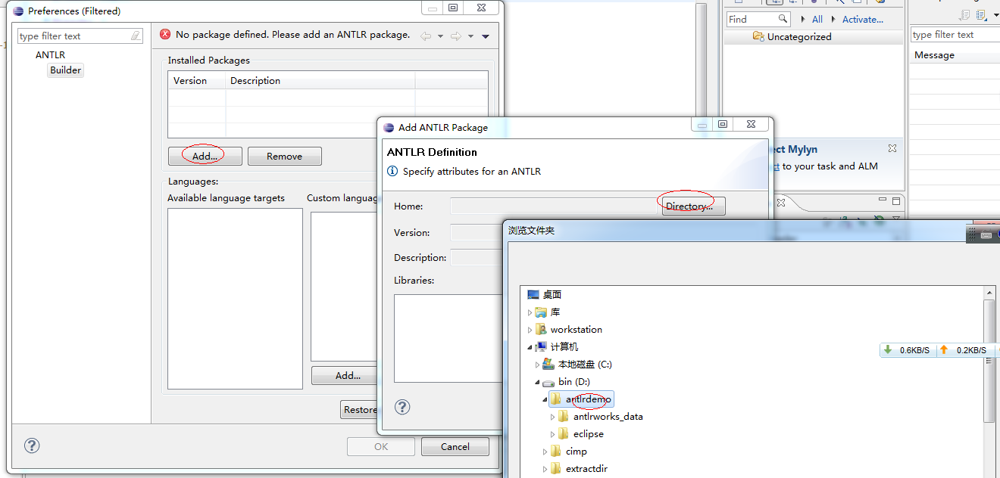 Preferences (Filtered)
type filter text
ANTLR
Builder
No package defined. Please add an ANTLR package.
Installed Packages
Version Description
Add... Remove
Languages:
Available language targets Custom languag
Add...
Restore
OK Cancel
Add ANTLR Package
ANTLR Definition
Specify attributes for an ANTLR
Home: Directory...
Version:
Description:
Libraries:
浏览文件夹
桌面
库
workstation
计算机
本地磁盘 (C:)
bin (D:)
antlrdemo
antlrworks_data
eclipse
cimp
extractdir
Find All Activate...
Uncategorized
ect Mylyn
ct to your task and ALM
type filter text
Message
0.6KB/S 0.2KB/S